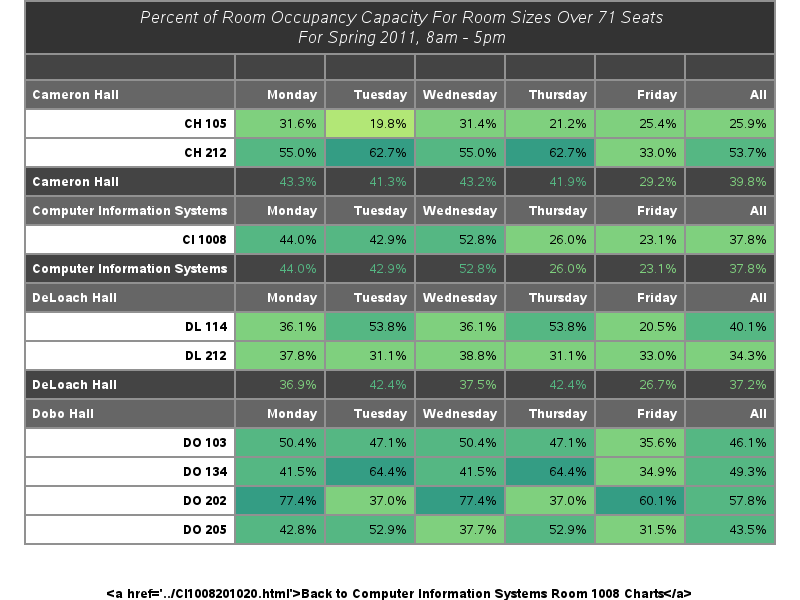 Percent of Room Occupancy Capacity For Room Sizes Over 71 Seats
For Spring 2011, 8am - 5pm
Cameron Hall Monday Tuesday Wednesday Thursday Friday All
CH 105 31.6% 19.8% 31.4% 21.2% 25.4% 25.9%
CH 212 55.0% 62.7% 55.0% 62.7% 33.0% 53.7%
Cameron Hall 43.3% 41.3% 43.2% 41.9% 29.2% 39.8%
Computer Information Systems Monday Tuesday Wednesday Thursday Friday All
CI 1008 44.0% 42.9% 52.8% 26.0% 23.1% 37.8%
Computer Information Systems 44.0% 42.9% 52.8% 26.0% 23.1% 37.8%
DeLoach Hall Monday Tuesday Wednesday Thursday Friday All
DL 114 36.1% 53.8% 36.1% 53.8% 20.5% 40.1%
DL 212 37.8% 31.1% 38.8% 31.1% 33.0% 34.3%
DeLoach Hall 36.9% 42.4% 37.5% 42.4% 26.7% 37.2%
Dobo Hall Monday Tuesday Wednesday Thursday Friday All
DO 103 50.4% 47.1% 50.4% 47.1% 35.6% 46.1%
DO 134 41.5% 64.4% 41.5% 64.4% 34.9% 49.3%
DO 202 77.4% 37.0% 77.4% 37.0% 60.1% 57.8%
DO 205 42.8% 52.9% 37.7% 52.9% 31.5% 43.5%
<a href='../CI1008201020.html'>Back to Computer Information Systems Room 1008 Charts</a>